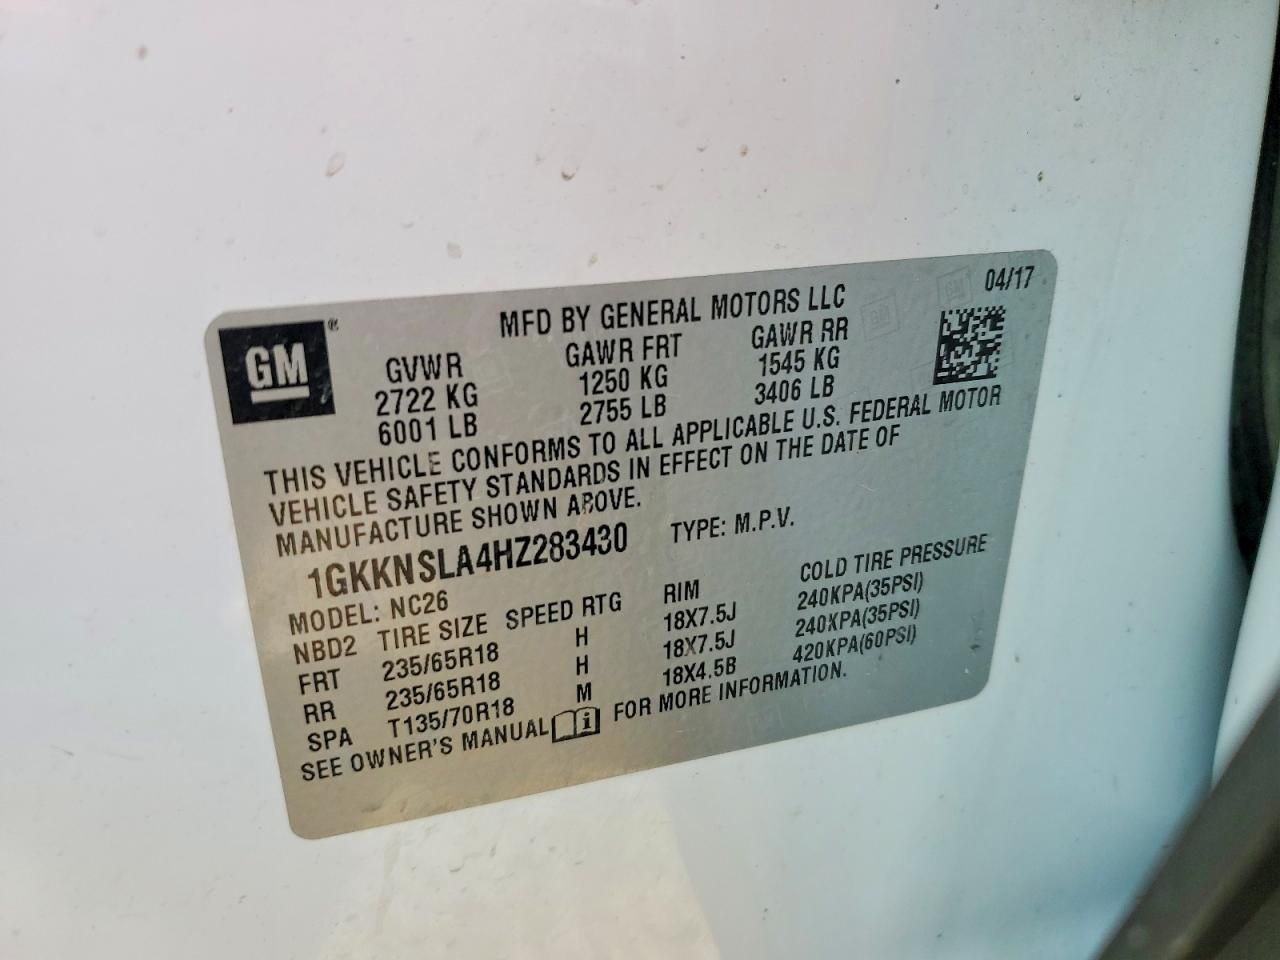 GM®
MFD BY GENERAL MOTORS LLC 04/17
GVWR GAWR FRT GAWR RR
2722 KG 1250 KG 1545 KG
6001 LB 2755 LB 3406 LB
THIS VEHICLE CONFORMS TO ALL APPLICABLE U.S. FEDERAL MOTOR
VEHICLE SAFETY STANDARDS IN EFFECT ON THE DATE OF
MANUFACTURE SHOWN ABOVE.
1GKKNSLA4HZ283430 TYPE: M.P.V.
MODEL: NC26
NBD2 TIRE SIZE SPEED RTG RIM COLD TIRE PRESSURE
FRT 235/65R18 H 18X7.5J 240KPA(35PSI)
RR 235/65R18 H 18X7.5J 240KPA(35PSI)
SPA T135/70R18 M 18X4.5B 420KPA(60PSI)
SEE OWNER'S MANUAL i FOR MORE INFORMATION.